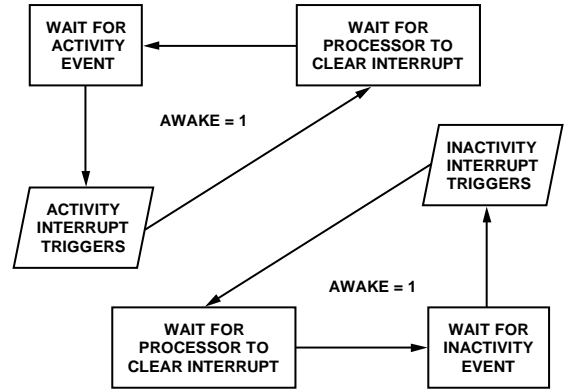 WAIT FOR
ACTIVITY
EVENT
WAIT FOR
PROCESSOR TO
CLEAR INTERRUPT
AWAKE = 1
ACTIVITY
INTERRUPT
TRIGGERS
INACTIVITY
INTERRUPT
TRIGGERS
AWAKE = 1
WAIT FOR
PROCESSOR TO
CLEAR INTERRUPT
WAIT FOR
INACTIVITY
EVENT